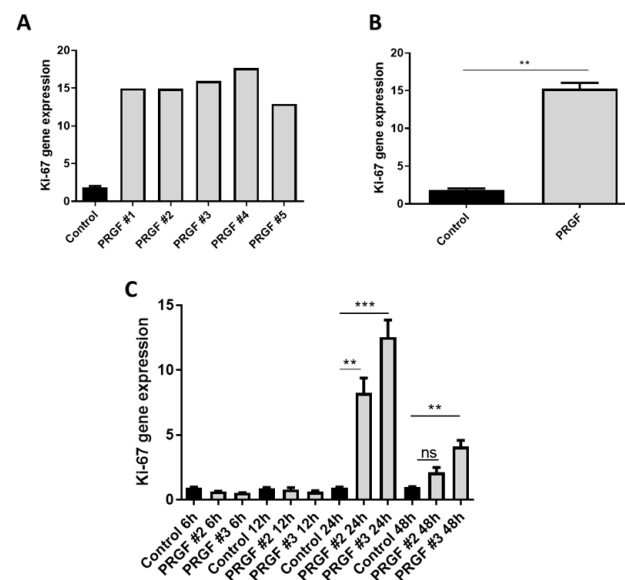 A
Ki-67 gene expression
20
15
10
5
0
Control
PRGF #1
PRGF #2
PRGF #3
PRGF #4
PRGF #5
B
Ki-67 gene expression
20
15
10
5
0
**
Control
PRGF
C
Ki-67 gene expression
15
10
5
0
***
**
**
ns
Control 6h
PRGF #2 6h
PRGF #3 6h
Control 12h
PRGF #2 12h
PRGF #3 12h
Control 24h
PRGF #2 24h
PRGF #3 24h
Control 48h
PRGF #2 48h
PRGF #3 48h